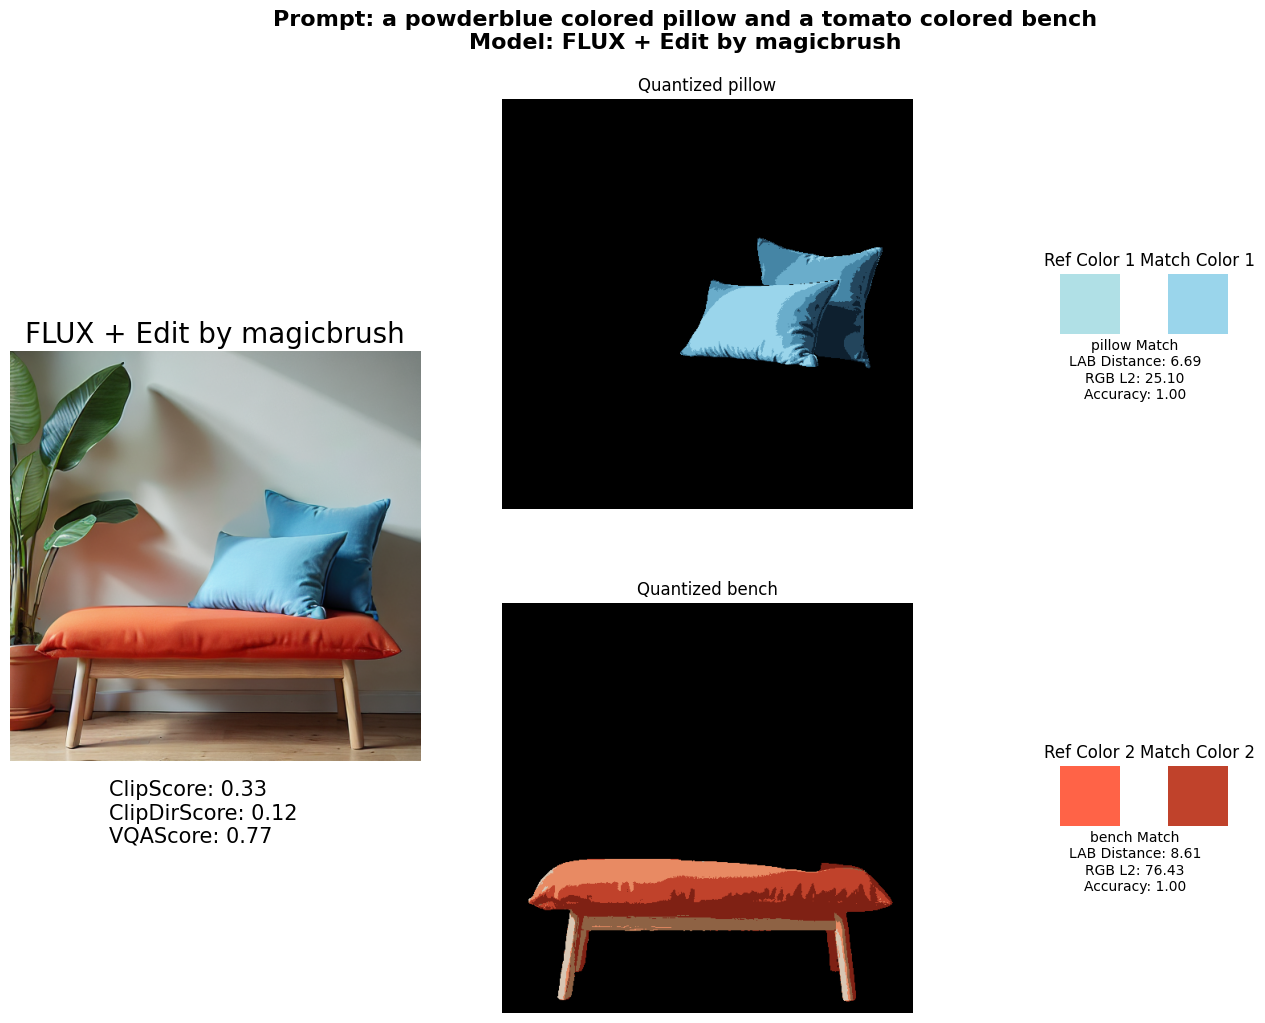 Prompt: a powderblue colored pillow and a tomato colored bench
Model: FLUX + Edit by magicbrush
Quantized pillow
Ref Color 1 Match Color 1
pillow Match
LAB Distance: 6.69
RGB L2: 25.10
Accuracy: 1.00
FLUX + Edit by magicbrush
ClipScore: 0.33
ClipDirScore: 0.12
VQAScore: 0.77
Quantized bench
Ref Color 2 Match Color 2
bench Match
LAB Distance: 8.61
RGB L2: 76.43
Accuracy: 1.00